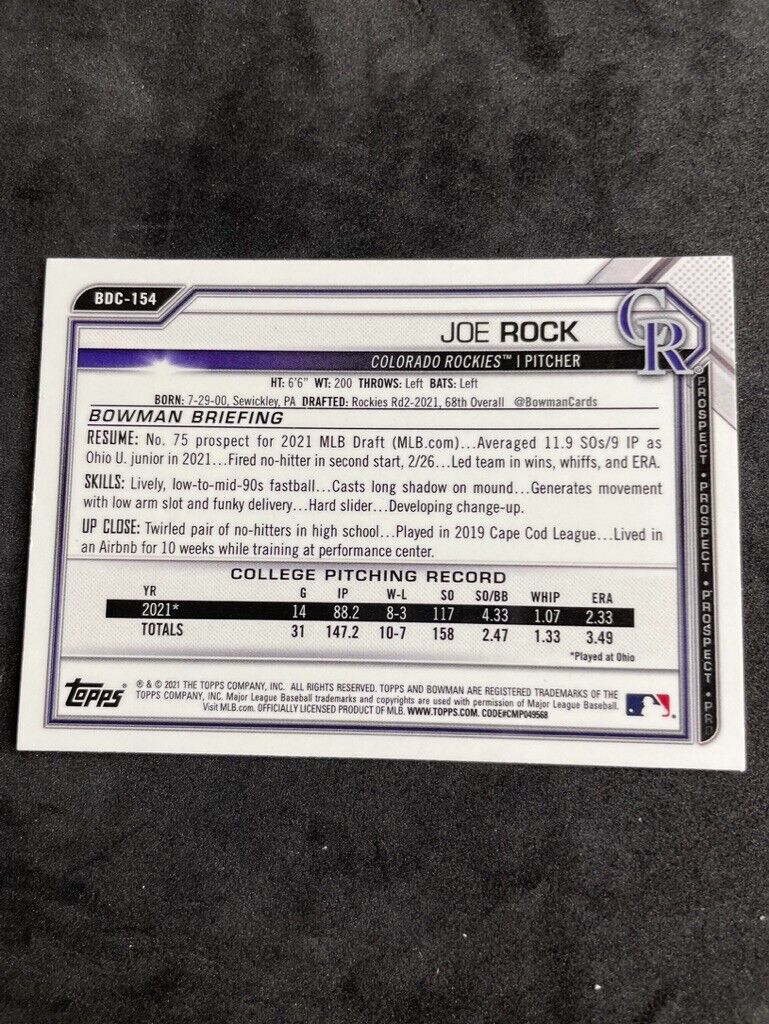 BDC-154
CR
JOE ROCK
COLORADO ROCKIES™ | PITCHER
HT: 6'6" WT: 200 THROWS: Left BATS: Left
BORN: 7-29-00, Sewickley, PA DRAFTED: Rockies Rd2-2021, 68th Overall @BowmanCards
BOWMAN BRIEFING
RESUME: No. 75 prospect for 2021 MLB Draft (MLB.com)...Averaged 11.9 SOs/9 IP as
Ohio U. junior in 2021...Fired no-hitter in second start, 2/26...Led team in wins, whiffs, and ERA.
SKILLS: Lively, low-to-mid-90s fastball...Casts long shadow on mound...Generates movement
with low arm slot and funky delivery...Hard slider...Developing change-up.
UP CLOSE: Twirled pair of no-hitters in high school...Played in 2019 Cape Cod League...Lived in
an Airbnb for 10 weeks while training at performance center.
COLLEGE PITCHING RECORD
YR G IP W-L SO SO/BB WHIP ERA
2021* 14 88.2 8-3 117 4.33 1.07 2.33
TOTALS 31 147.2 10-7 158 2.47 1.33 3.49
*Played at Ohio
topps®
® & © 2021 THE TOPPS COMPANY, INC. ALL RIGHTS RESERVED. TOPPS AND BOWMAN ARE REGISTERED TRADEMARKS OF THE
TOPPS COMPANY, INC. Major League Baseball trademarks and copyrights are used with permission of Major League Baseball.
Visit MLB.com. OFFICIALLY LICENSED PRODUCT OF MLB. WWW.TOPPS.COM. CODE#CMP049568
PROSPECT • PROSPECT • PROSPECT • PR